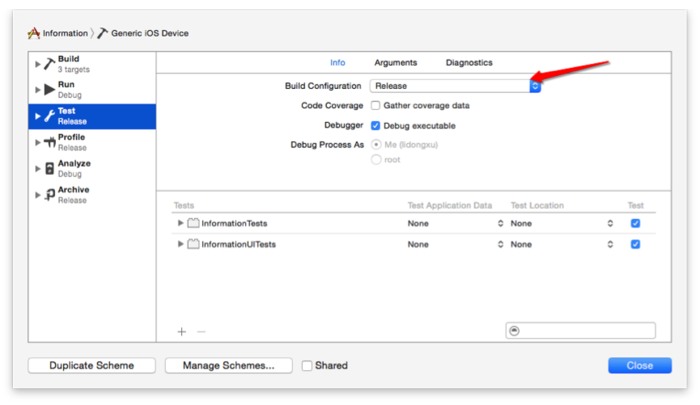 Information Generic iOS Device
Build
3 targets
Run
Debug
Test
Release
Profile
Release
Analyze
Debug
Archive
Release
Info Arguments Diagnostics
Build Configuration Release
Code Coverage Gather coverage data
Debugger Debug executable
Debug Process As Me (lidongxu)
root
Tests Test Application Data Test Location Test
InformationTests None None
InformationUITests None None
Duplicate Scheme Manage Schemes... Shared Close